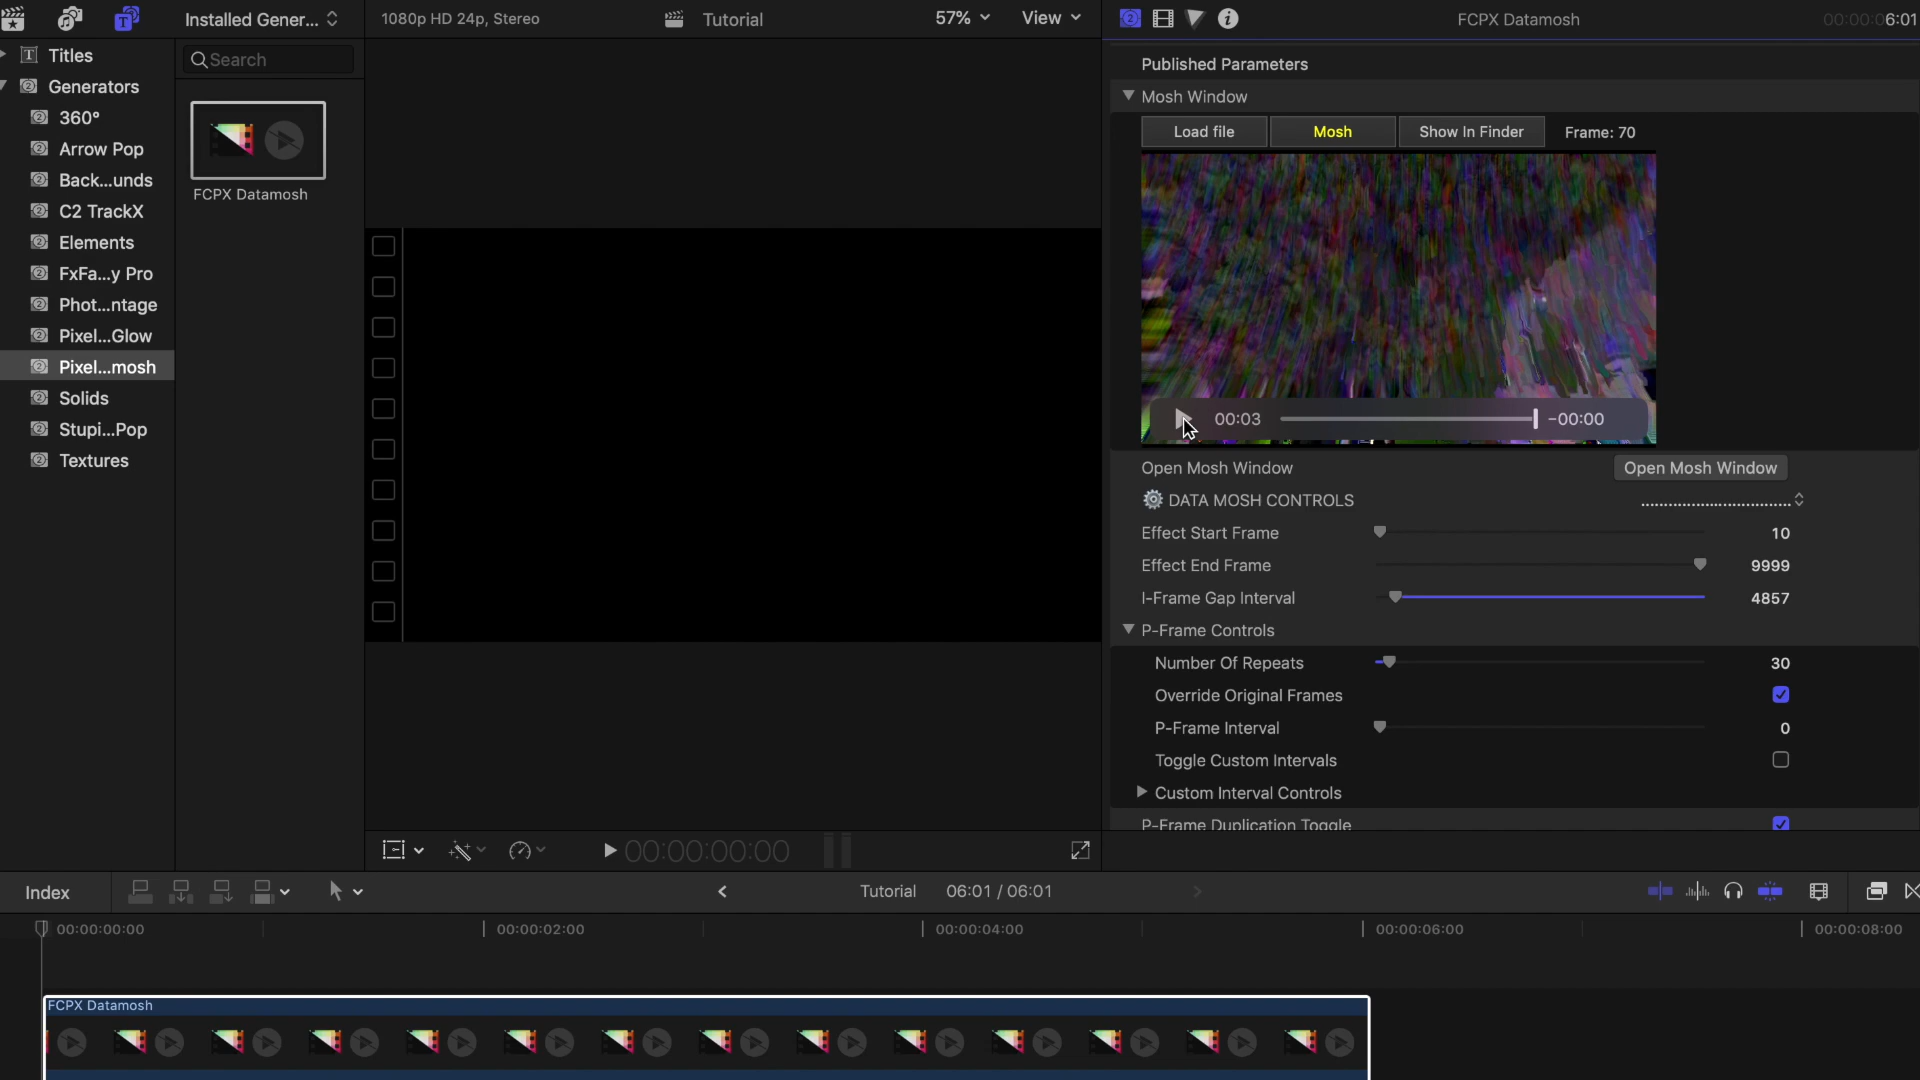 Installed Gener...
1080p HD 24p, Stereo
Tutorial
57%
View
FCPX Datamosh
00:00:06:01
Titles
Generators
360°
Arrow Pop
Back...unds
C2 TrackX
Elements
FxFa...y Pro
Phot...ntage
Pixel...Glow
Pixel...mosh
Solids
Stupi...Pop
Textures
Search
FCPX Datamosh
Published Parameters
Mosh Window
Load file
Mosh
Show In Finder
Frame: 70
00:03
-00:00
Open Mosh Window
Open Mosh Window
DATA MOSH CONTROLS
Effect Start Frame
10
Effect End Frame
9999
I-Frame Gap Interval
4857
P-Frame Controls
Number Of Repeats
30
Override Original Frames
P-Frame Interval
0
Toggle Custom Intervals
Custom Interval Controls
P-Frame Duplication Toggle
00:00:00:00
Index
Tutorial
06:01 / 06:01
00:00:00:00
00:00:02:00
00:00:04:00
00:00:06:00
00:00:08:00
FCPX Datamosh